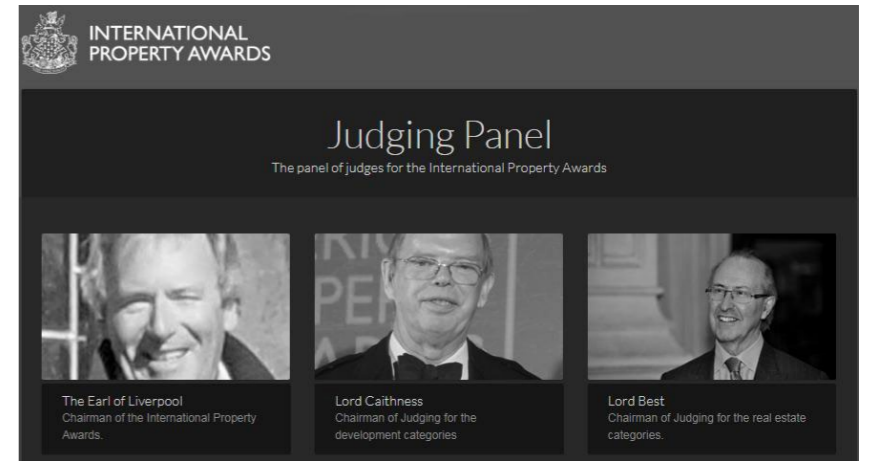 INTERNATIONAL
PROPERTY AWARDS
Judging Panel
The panel of judges for the International Property Awards
The Earl of Liverpool
Chairman of the International Property
Awards.
Lord Caithness
Chairman of Judging for the
development categories
Lord Best
Chairman of Judging for the real estate
categories.